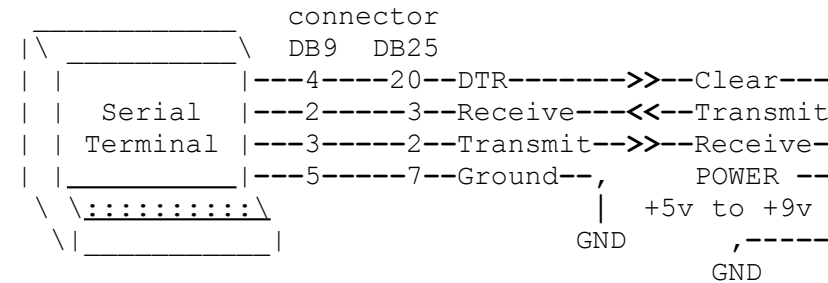 connector
DB9 DB25
---4----20--DTR------->>--Clear---
Serial |---2-----3--Receive---<<--Transmit
Terminal |---3-----2--Transmit-->>--Receive-
---5-----7--Ground--, POWER --
+5v to +9v
GND ,-----
GND